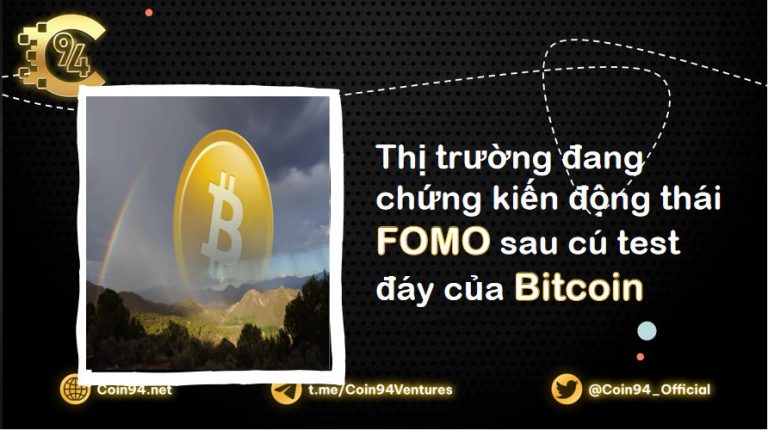 C94
Thị trường đang
chứng kiến động thái
FOMO sau cú test
đáy của Bitcoin
Coin94.net
t.me/Coin94Ventures
@Coin94_Official